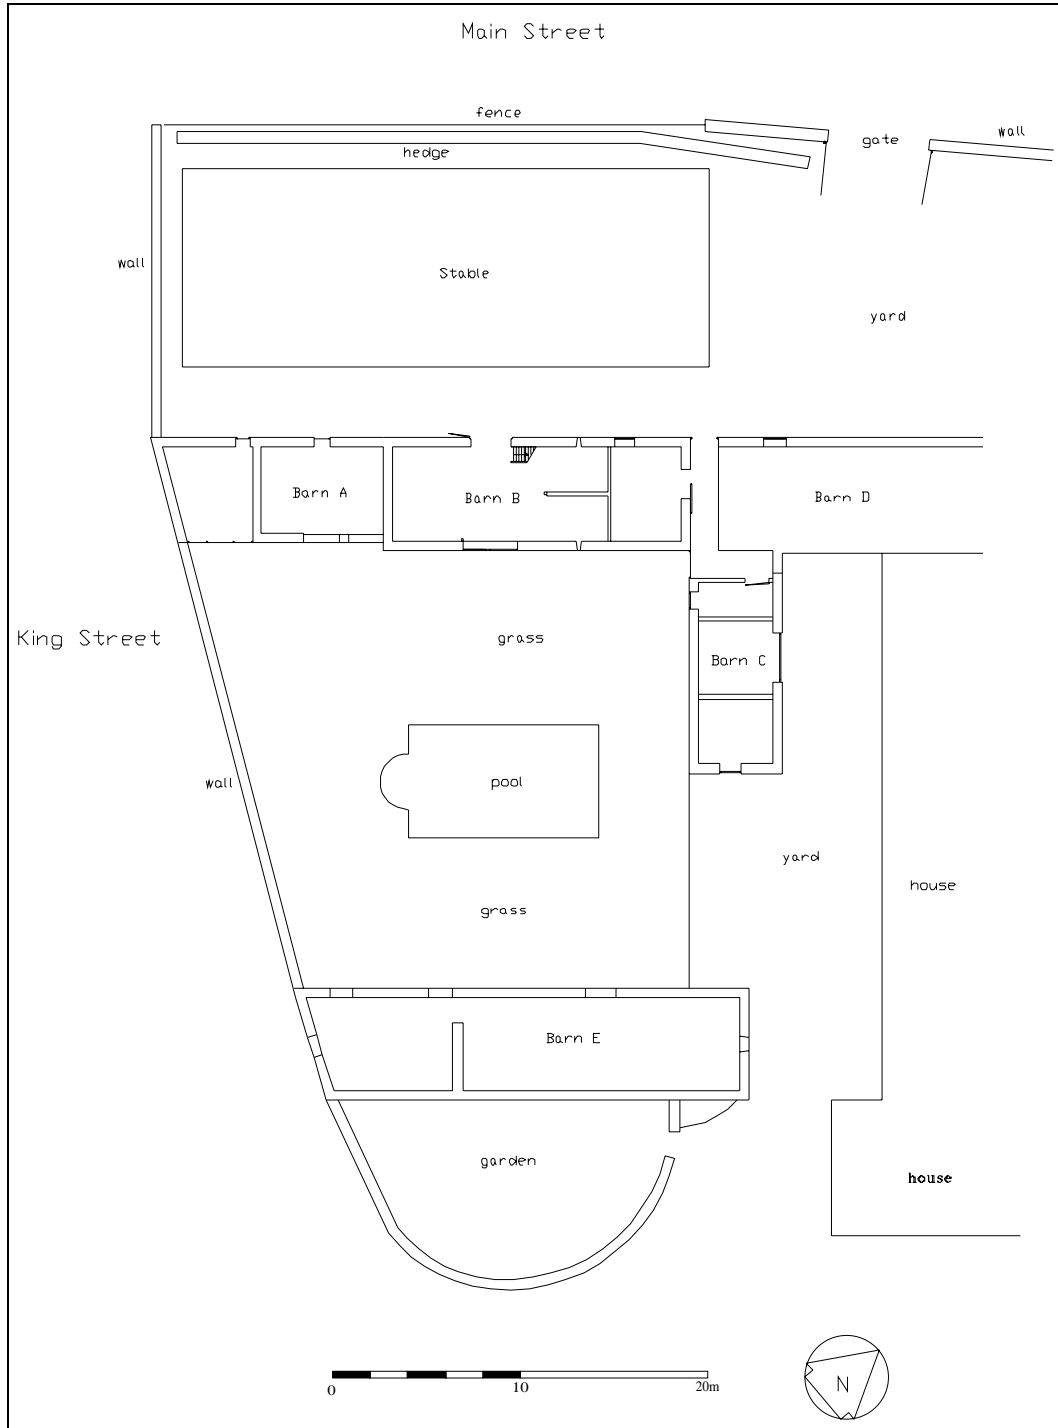 Main Street
fence
wall
gate
hedge
wall
Stable
yard
Barn A
Barn B
Barn D
King Street
grass
Barn C
wall
pool
yard
house
grass
Barn E
garden
house
0
10
20m
N